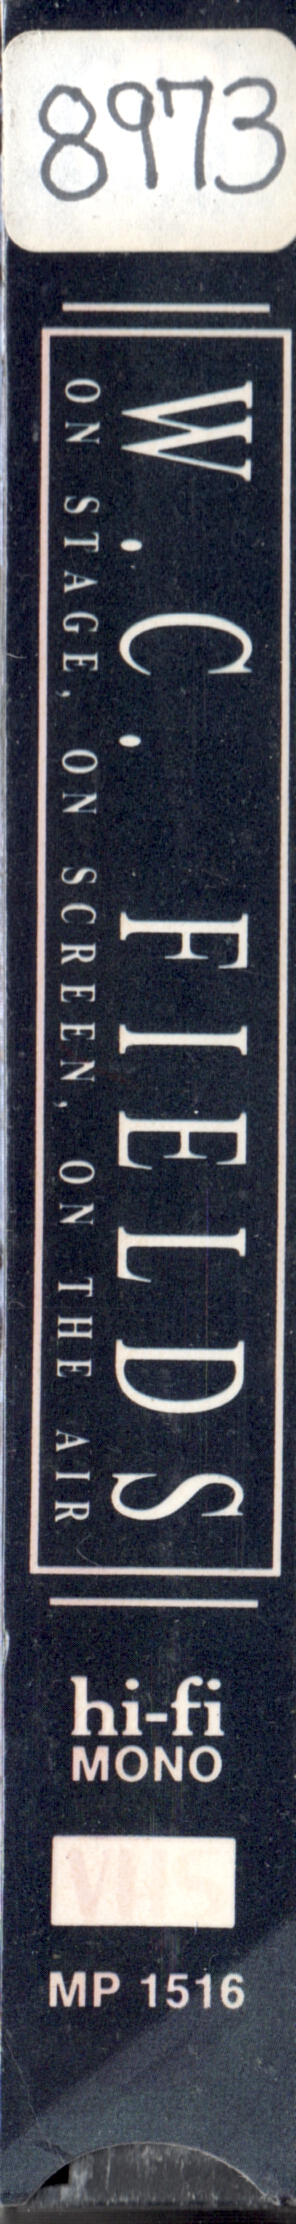 8973
W.C. FIELDS
ON STAGE, ON SCREEN, ON THE AIR
hi-fi
MONO
VHS
MP 1516